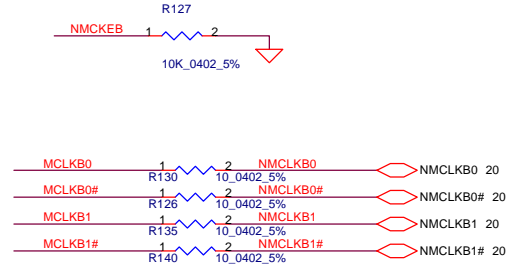 R127
NMCKEB 1 2
10K_0402_5%
MCLKB0 1 2 NMCLKB0 NMCLKB0 20
R130 10_0402_5%
MCLKB0# 1 2 NMCLKB0# NMCLKB0# 20
R126 10_0402_5%
MCLKB1 1 2 NMCLKB1 NMCLKB1 20
R135 10_0402_5%
MCLKB1# 1 2 NMCLKB1# NMCLKB1# 20
R140 10_0402_5%